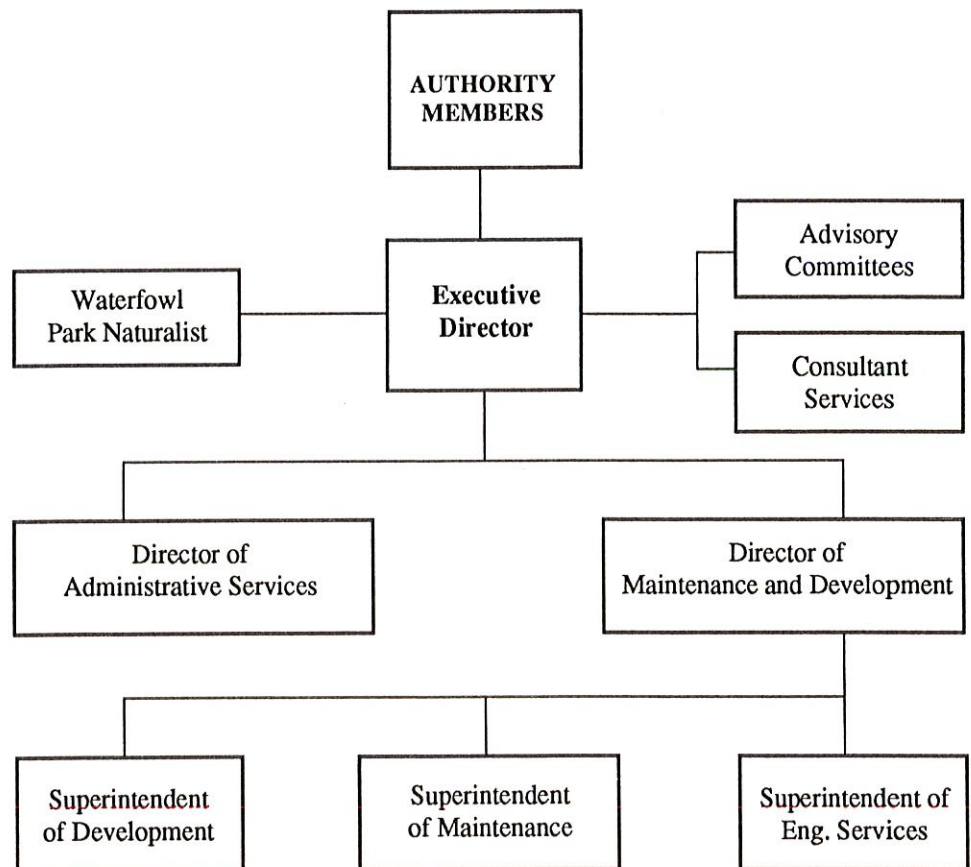 AUTHORITY
MEMBERS
Advisory
Committees
Waterfowl
Park Naturalist
Executive
Director
Consultant
Services
Director of
Administrative Services
Director of
Maintenance and Development
Superintendent
of Development
Superintendent
of Maintenance
Superintendent of
Eng. Services